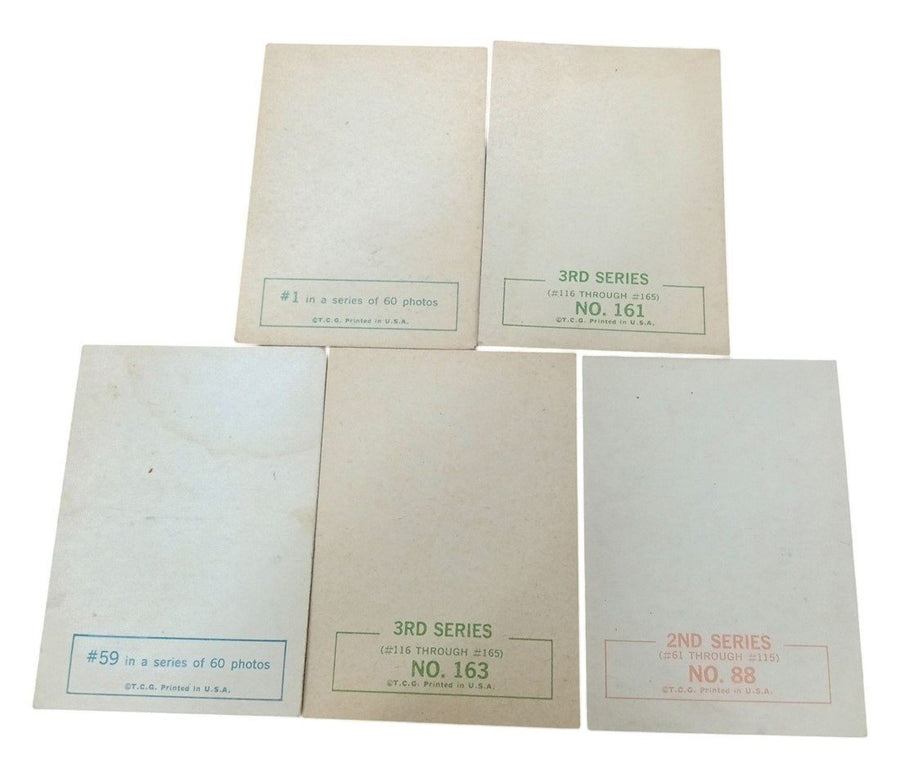 #1 in a series of 60 photos
©T.C.G. Printed in U.S.A.
3RD SERIES
(#116 THROUGH #165)
NO. 161
©T.C.G. Printed in U.S.A.
#59 in a series of 60 photos
©T.C.G. Printed in U.S.A.
3RD SERIES
(#116 THROUGH #165)
NO. 163
©T.C.G. Printed in U.S.A.
2ND SERIES
(#61 THROUGH #115)
NO. 88
©T.C.G. Printed in U.S.A.